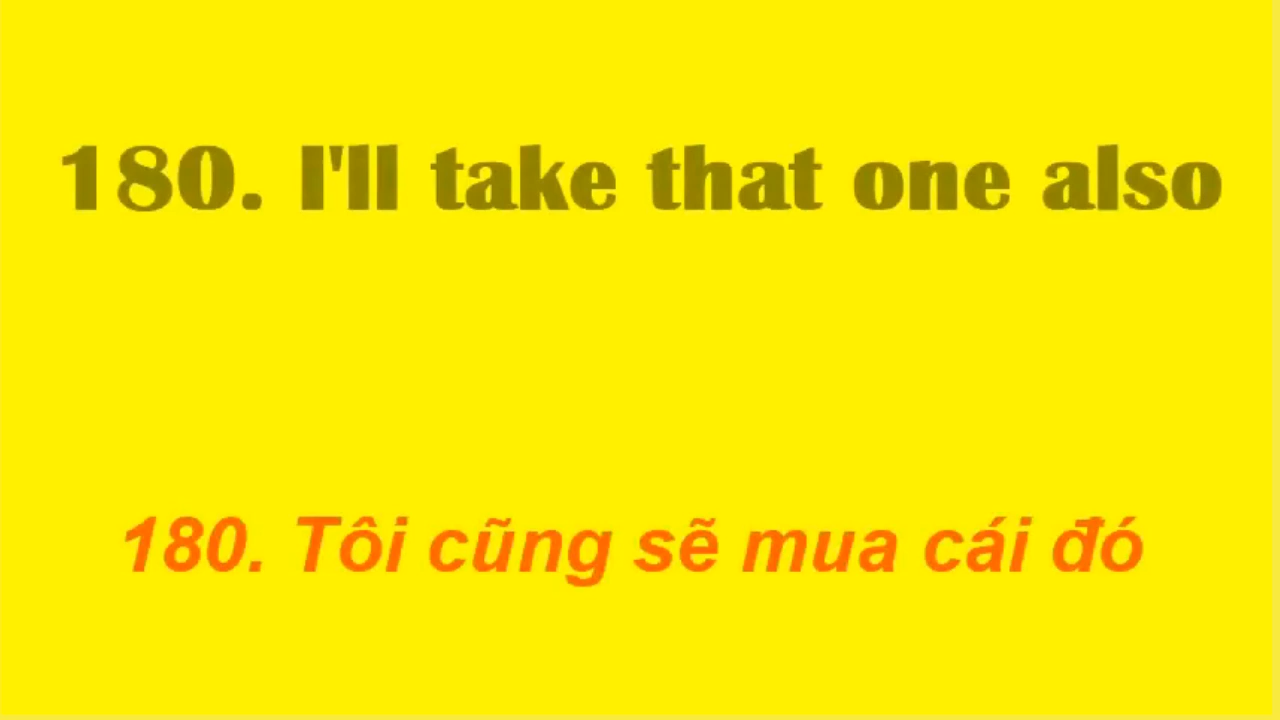 180. I'll take that one also
180. Tôi cũng sẽ mua cái đó